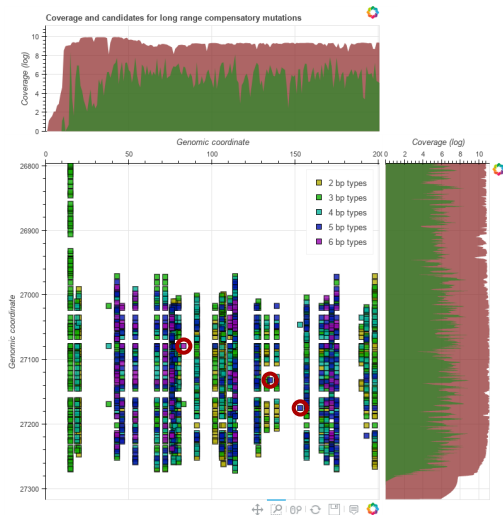 Coverage and candidates for long range compensatory mutations
Coverage (log)
10
8
6
4
2
0
Genomic coordinate
Coverage (log)
0
50
100
150
200
0
2
4
6
8
10
26800
26900
27000
27100
27200
27300
Genomic coordinate
2 bp types
3 bp types
4 bp types
5 bp types
6 bp types